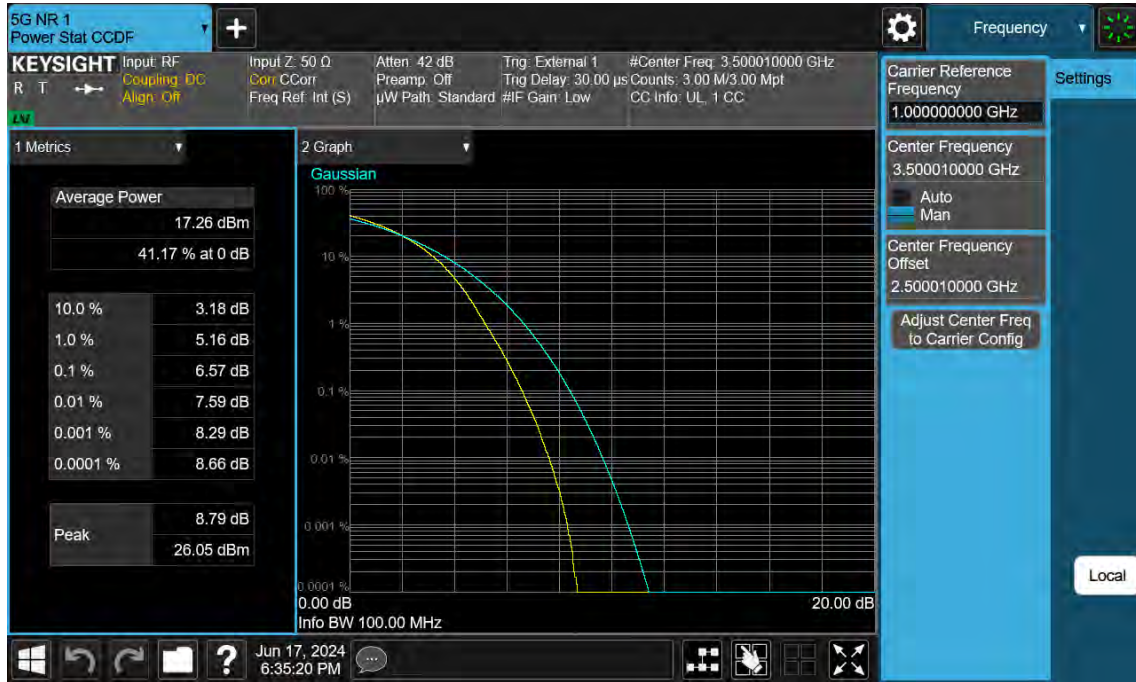 5G NR 1
Power Stat CCDF
+
Frequency
KEYSIGHT
R T
LXI
Input: RF
Coupling: DC
Align: Off
Input Z: 50 Ω
Corr CCorr
Freq Ref: Int (S)
Atten: 42 dB
Preamp: Off
µW Path: Standard
Trig: External 1
Trig Delay: 30.00 µs
#IF Gain: Low
#Center Freq: 3.500010000 GHz
Counts: 3.00 M/3.00 Mpt
CC Info: UL, 1 CC
1 Metrics
Average Power
17.26 dBm
41.17 % at 0 dB
10.0 % 3.18 dB
1.0 % 5.16 dB
0.1 % 6.57 dB
0.01 % 7.59 dB
0.001 % 8.29 dB
0.0001 % 8.66 dB
Peak
8.79 dB
26.05 dBm
2 Graph
Gaussian
100 %
10 %
1 %
0.1 %
0.01 %
0.001 %
0.0001 %
0.00 dB 20.00 dB
Info BW 100.00 MHz
Carrier Reference
Frequency
1.000000000 GHz
Center Frequency
3.500010000 GHz
Auto
Man
Center Frequency
Offset
2.500010000 GHz
Adjust Center Freq
to Carrier Config
Settings
Local
?
Jun 17, 2024
6:35:20 PM